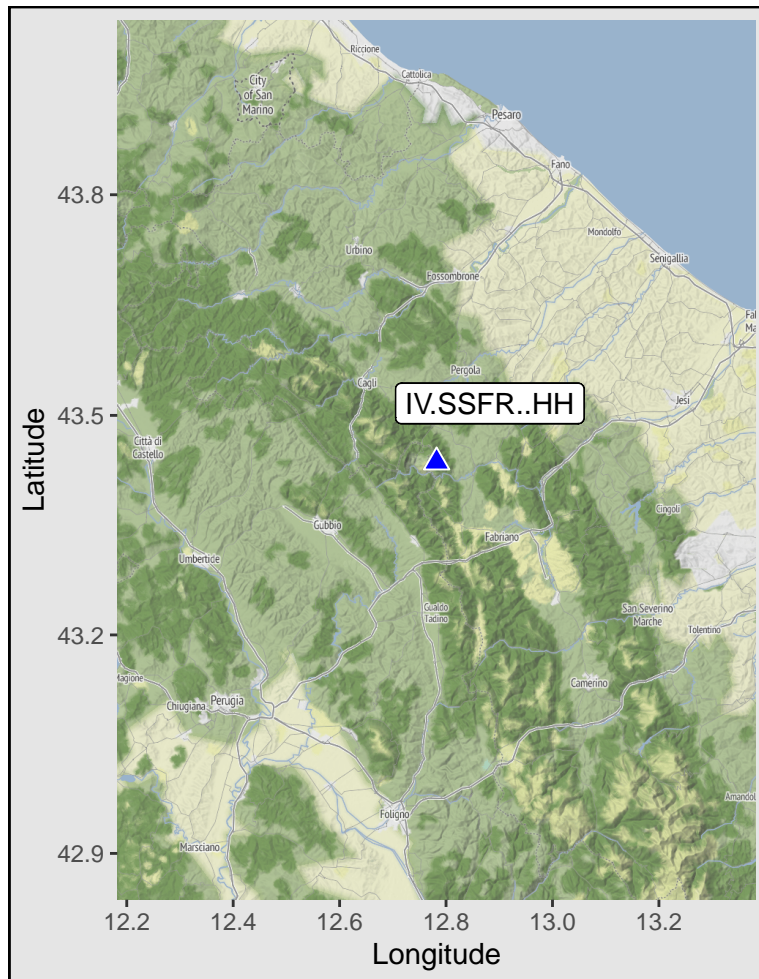 Riccione
Cattolica
City
of San
Marino
Pesaro
Fano
43.8
Mondolfo
Urbino
Senigallia
Fossombrone
Fal
Ma
Pergola
Cagli
IV.SSFR..HH
Jesi
43.5
Città di
Castello
Latitude
Cingoli
Gubbio
Fabriano
Umbertide
Gualdo
Tadino
San Severino
Marche
43.2
Tolentino
Magione
Camerino
Perugia
Chiugiana
Amandol
Foligno
Marsciano
42.9
12.2 12.4 12.6 12.8 13.0 13.2
Longitude